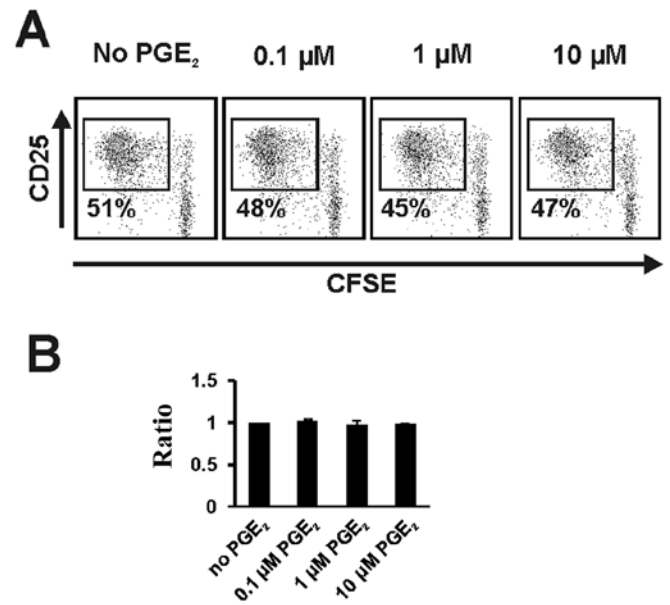 A
No PGE₂ 0.1 µM 1 µM 10 µM
CD25
51% 48% 45% 47%
CFSE
B
Ratio
1.5
1
0.5
0
no PGE₂ 0.1 µM PGE₂ 1 µM PGE₂ 10 µM PGE₂